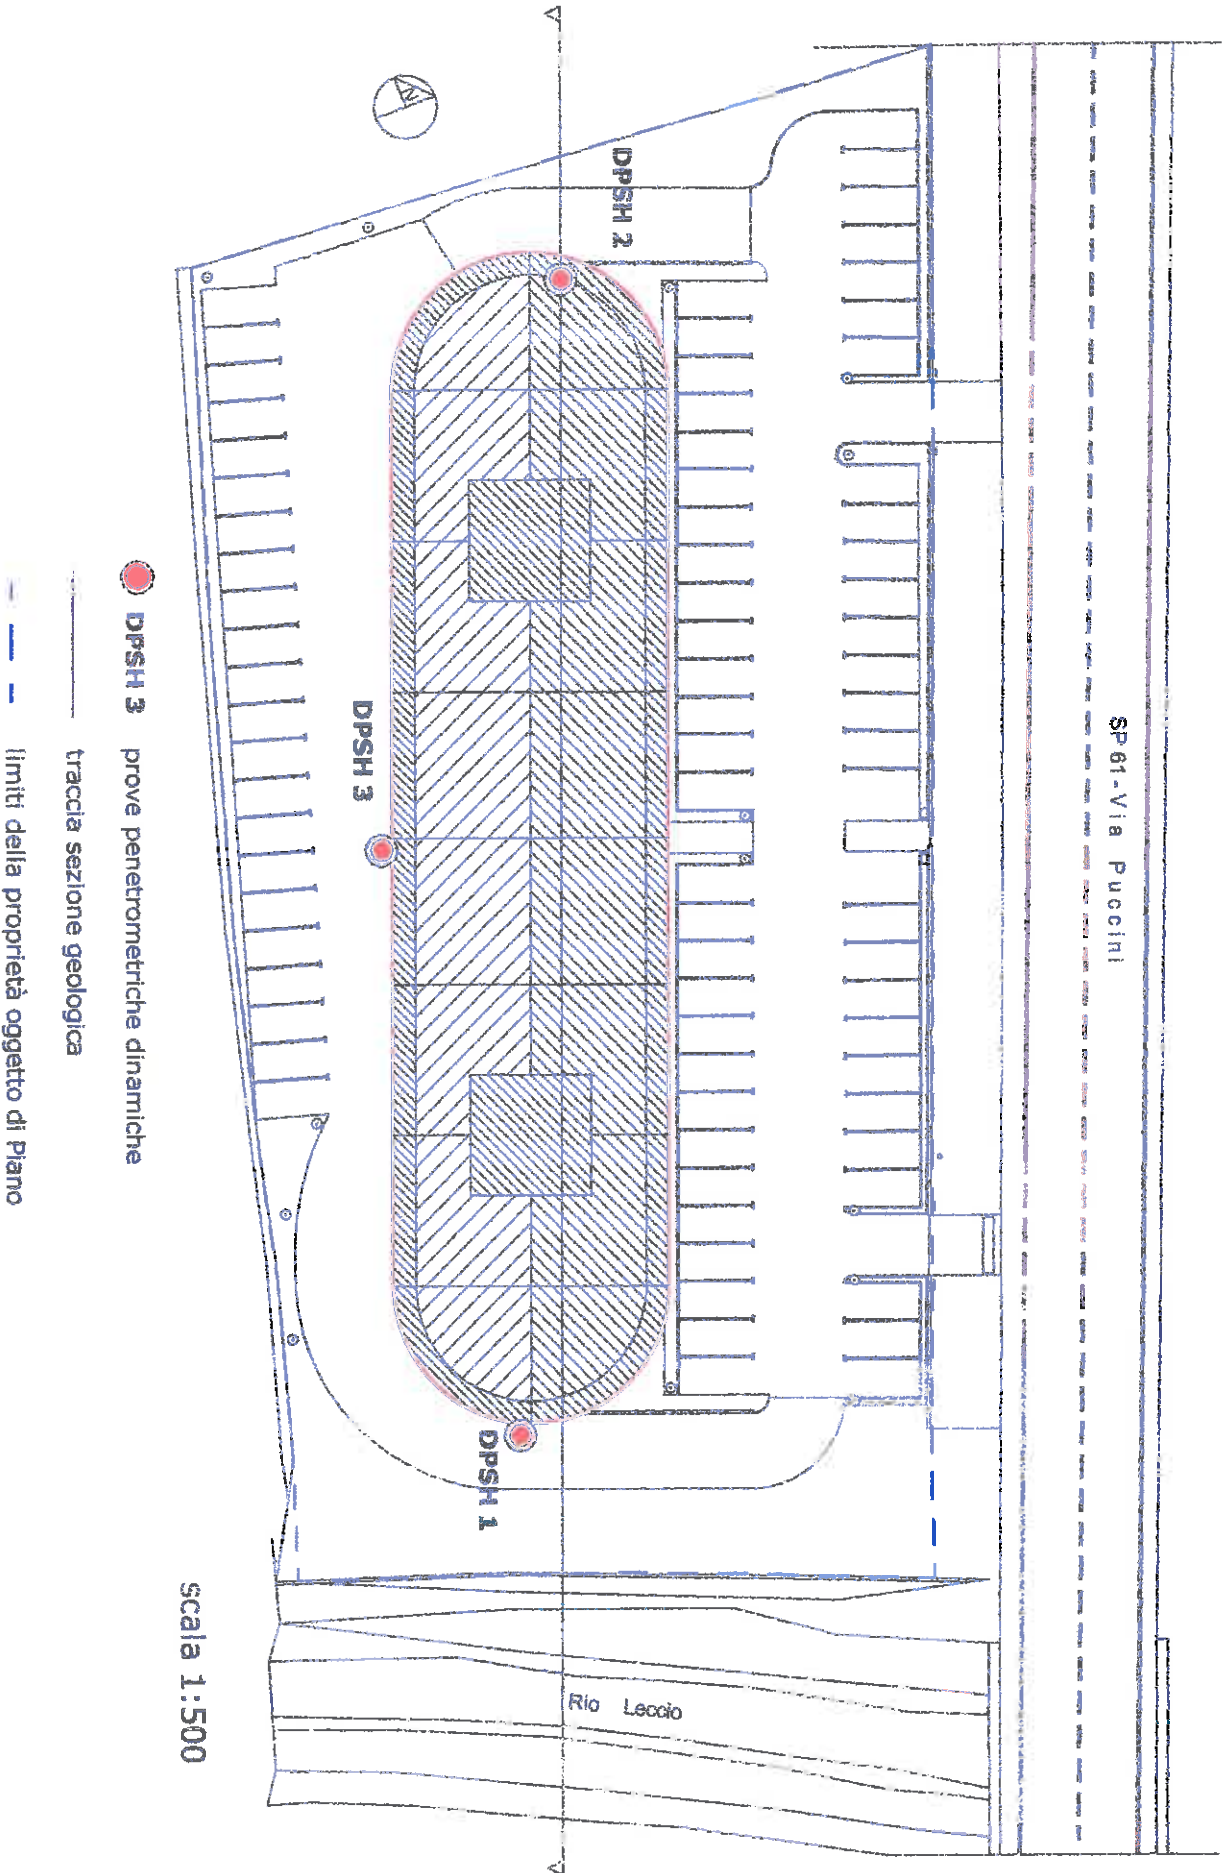 SP 61 - Via Puccini
DPSH 2
DPSH 3
DPSH 1
Rio Leccio
N
DPSH 3 prove penetrometriche dinamiche
traccia sezione geologica
limiti della proprietà oggetto di Piano
scala 1:500